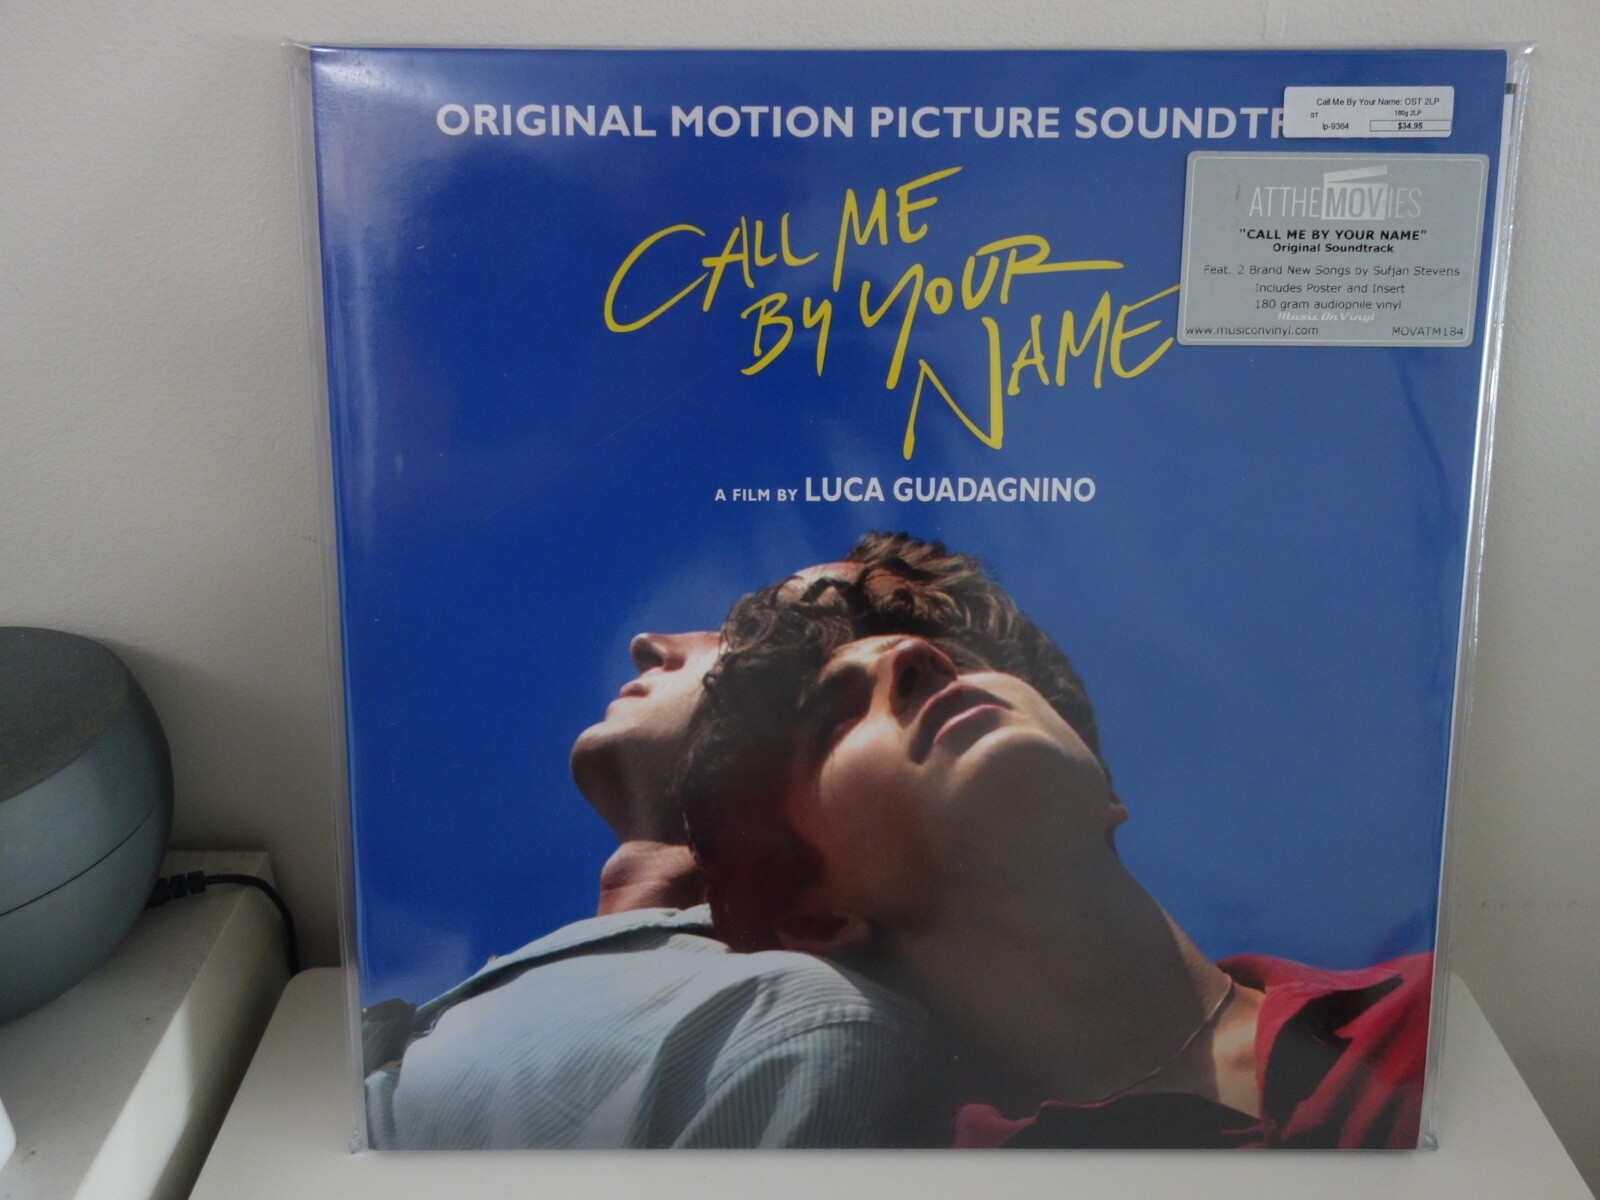 ORIGINAL MOTION PICTURE SOUNDTR
Call Me By Your Name: OST 2LP
ST 180g 2LP
lp-9364 $34.95
ATTHEMOVIES
"CALL ME BY YOUR NAME"
Original Soundtrack
Feat. 2 Brand New Songs by Sufjan Stevens
Includes Poster and Insert
180 gram audiophile vinyl
Music On Vinyl
www.musiconvinyl.com MOVATM184
CALL ME
BY YOUR
NAME
A FILM BY LUCA GUADAGNINO